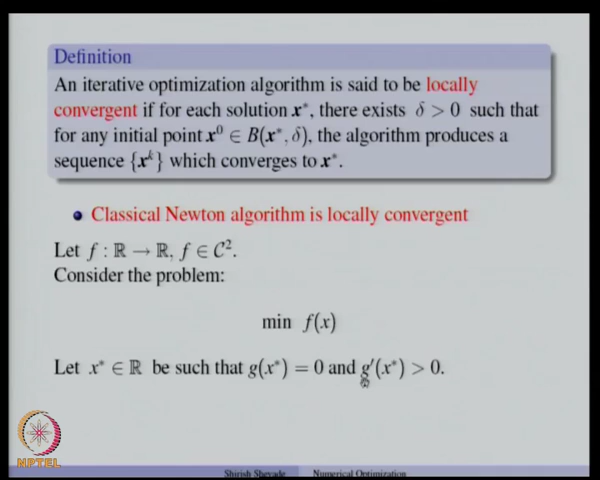 Definition
An iterative optimization algorithm is said to be locally
convergent if for each solution x*, there exists δ > 0 such that
for any initial point x⁰ ∈ B(x*, δ), the algorithm produces a
sequence {xᵏ} which converges to x*.
Classical Newton algorithm is locally convergent
Let f : ℝ → ℝ, f ∈ 𝒞².
Consider the problem:
min f(x)
Let x* ∈ ℝ be such that g(x*) = 0 and g′(x*) > 0.
NPTEL
Shirish Shevade Numerical Optimization